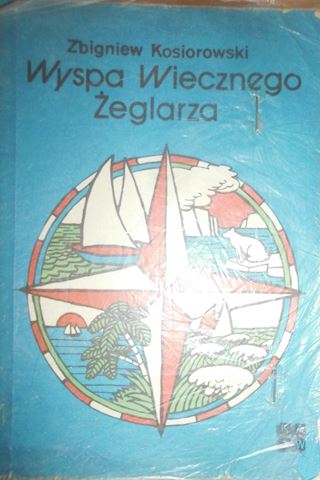 Zbigniew Kosiorowski
Wyspa Wiecznego
Żeglarza